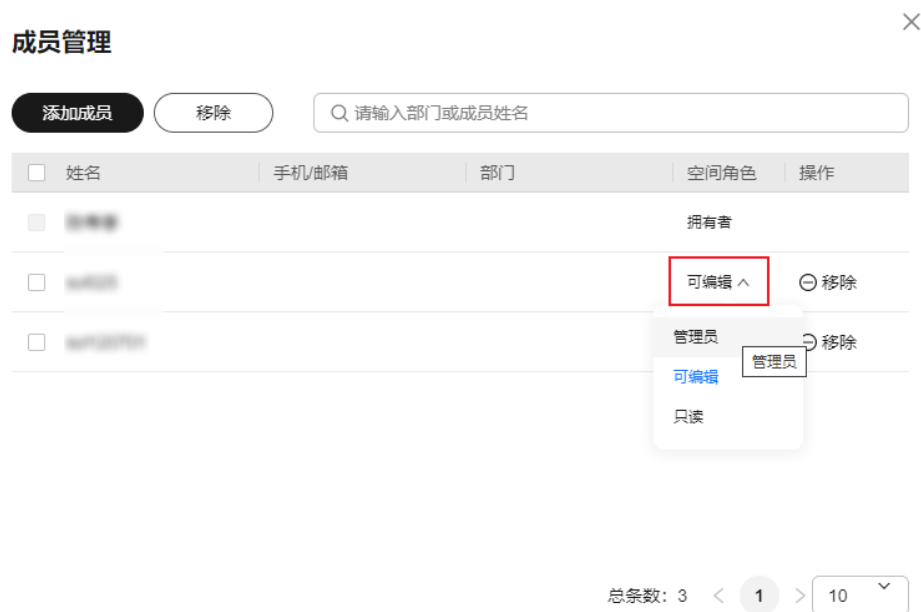 成员管理
添加成员 移除 请输入部门或成员姓名
姓名 手机/邮箱 部门 空间角色 操作
拥有者
可编辑 移除
管理员 移除
管理员
可编辑
只读
总条数：3 < 1 > 10